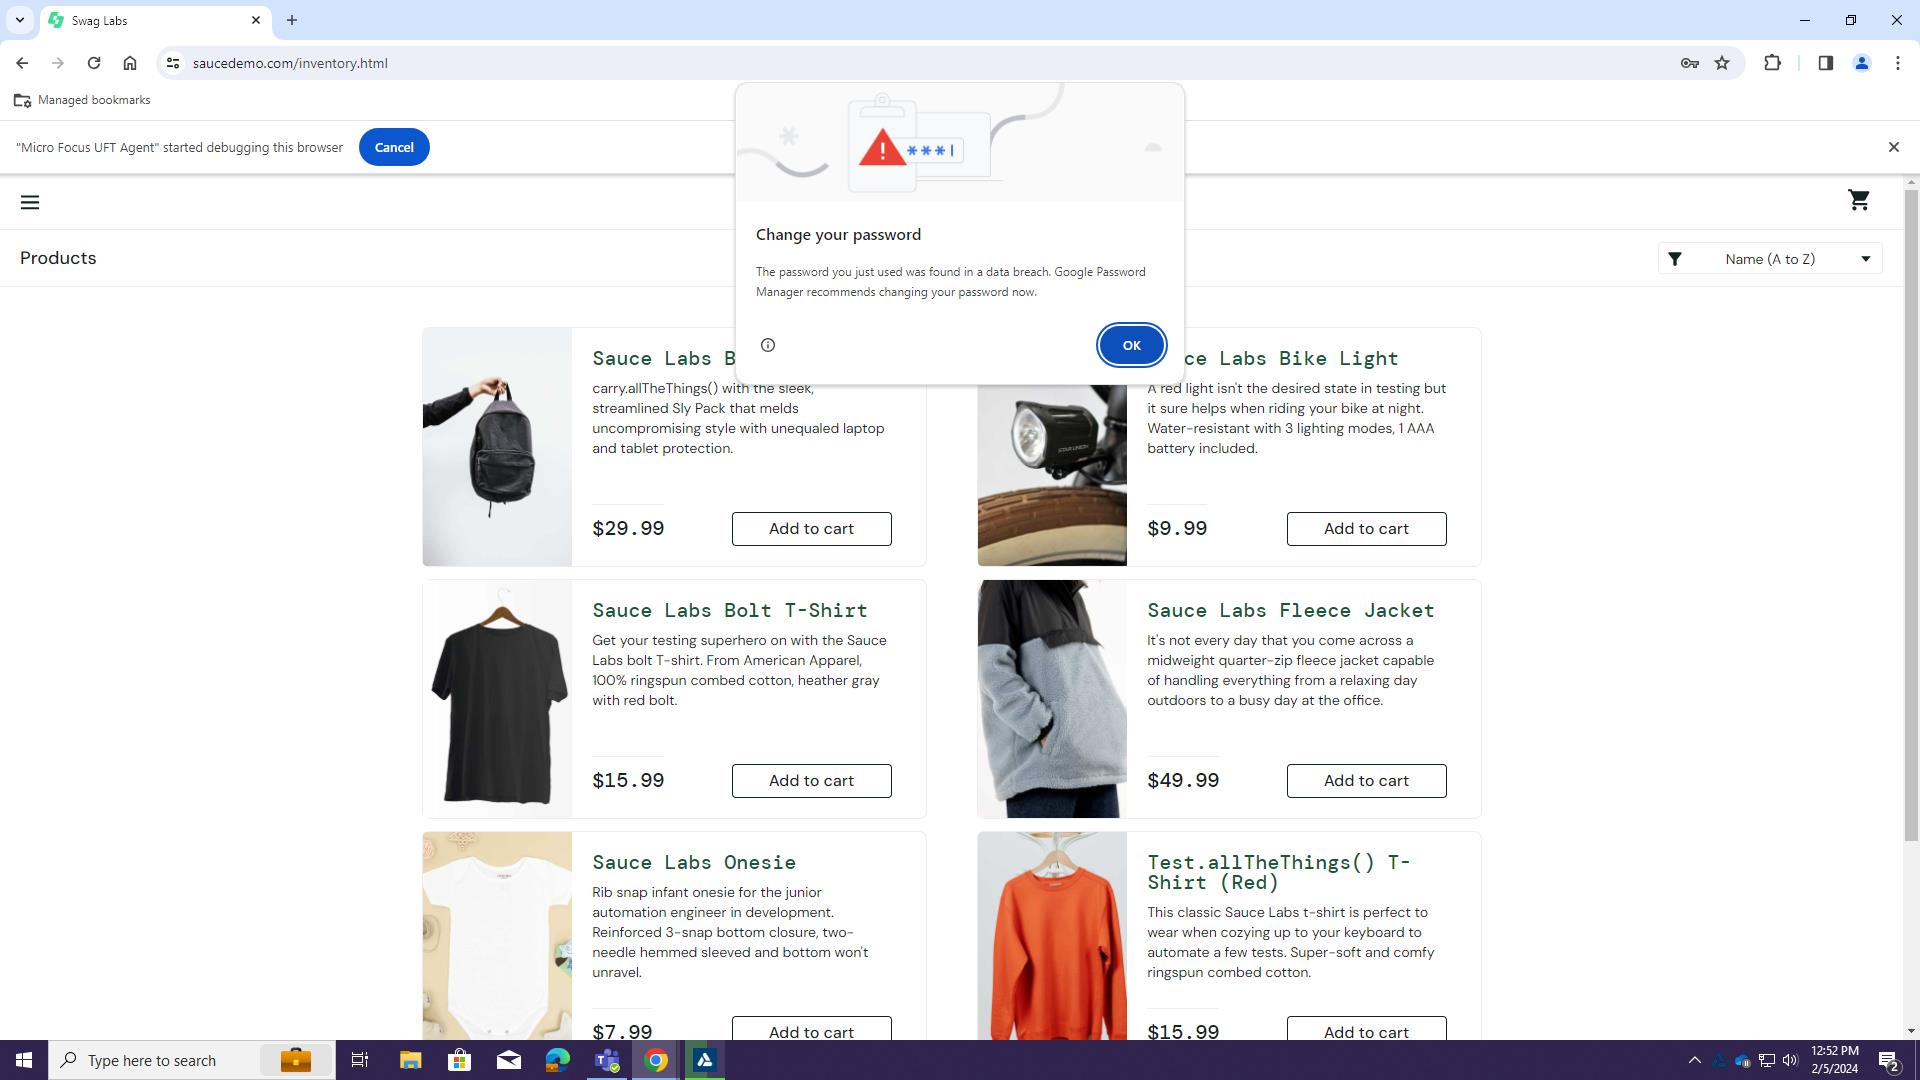 Swag Labs
saucedemo.com/inventory.html
Managed bookmarks
"Micro Focus UFT Agent" started debugging this browser
Cancel
***|
Change your password
The password you just used was found in a data breach. Google Password
Manager recommends changing your password now.
OK
Products
Name (A to Z)
Sauce Labs B
carry.allTheThings() with the sleek,
streamlined Sly Pack that melds
uncompromising style with unequaled laptop
and tablet protection.
$29.99
Add to cart
ce Labs Bike Light
A red light isn't the desired state in testing but
it sure helps when riding your bike at night.
Water-resistant with 3 lighting modes, 1 AAA
battery included.
$9.99
Add to cart
Sauce Labs Bolt T-Shirt
Get your testing superhero on with the Sauce
Labs bolt T-shirt. From American Apparel,
100% ringspun combed cotton, heather gray
with red bolt.
$15.99
Add to cart
Sauce Labs Fleece Jacket
It's not every day that you come across a
midweight quarter-zip fleece jacket capable
of handling everything from a relaxing day
outdoors to a busy day at the office.
$49.99
Add to cart
Sauce Labs Onesie
Rib snap infant onesie for the junior
automation engineer in development.
Reinforced 3-snap bottom closure, two-
needle hemmed sleeved and bottom won't
unravel.
$7.99
Add to cart
Test.allTheThings() T-
Shirt (Red)
This classic Sauce Labs t-shirt is perfect to
wear when cozying up to your keyboard to
automate a few tests. Super-soft and comfy
ringspun combed cotton.
$15.99
Add to cart
Type here to search
12:52 PM
2/5/2024
2